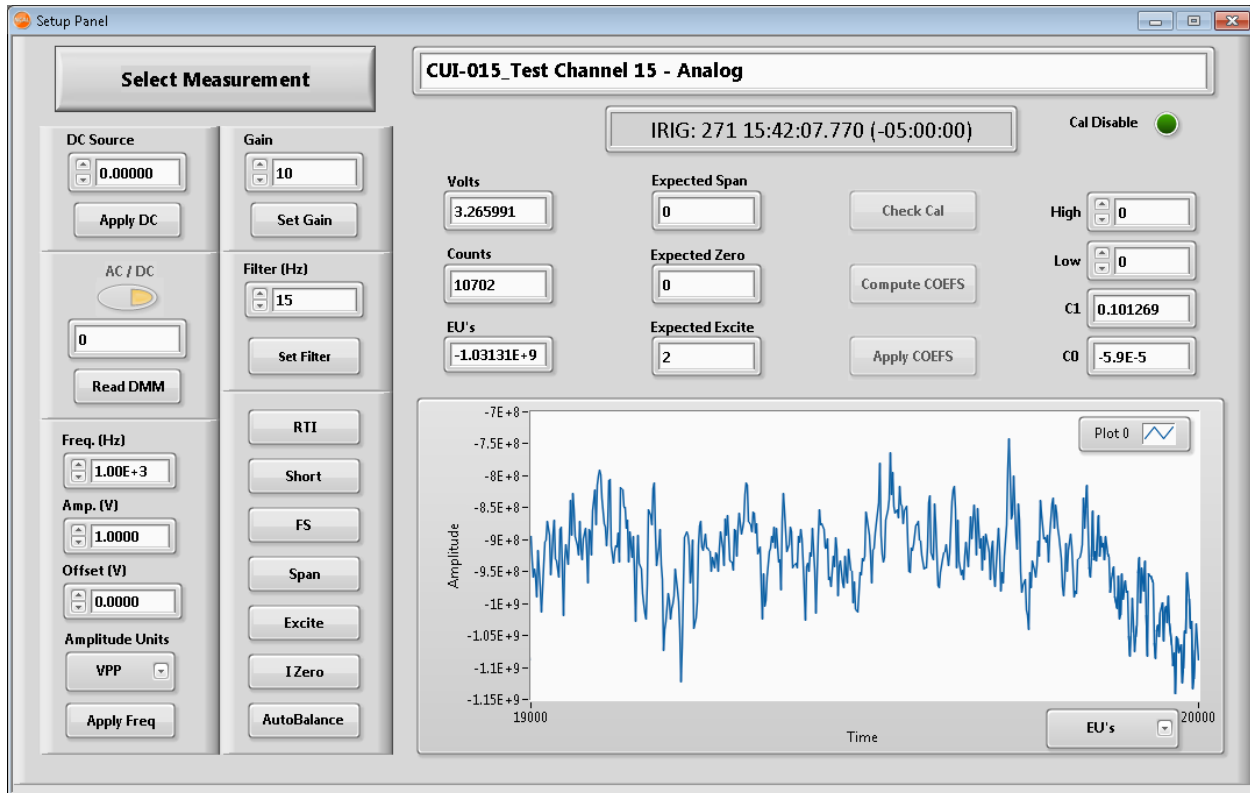 Setup Panel
Select Measurement
CUI-015_Test Channel 15 - Analog
IRIG: 271 15:42:07.770 (-05:00:00)
Cal Disable
DC Source
0.00000
Apply DC
AC / DC
0
Read DMM
Freq. (Hz)
1.00E+3
Amp. (V)
1.0000
Offset (V)
0.0000
Amplitude Units
VPP
Apply Freq
Gain
10
Set Gain
Filter (Hz)
15
Set Filter
RTI
Short
FS
Span
Excite
I Zero
AutoBalance
Volts
3.265991
Counts
10702
EU's
-1.03131E+9
Expected Span
0
Expected Zero
0
Expected Excite
2
Check Cal
Compute COEFS
Apply COEFS
High 0
Low 0
C1 0.101269
C0 -5.9E-5
Plot 0
Amplitude
-7E+8
-7.5E+8
-8E+8
-8.5E+8
-9E+8
-9.5E+8
-1E+9
-1.05E+9
-1.1E+9
-1.15E+9
19000
20000
Time
EU's